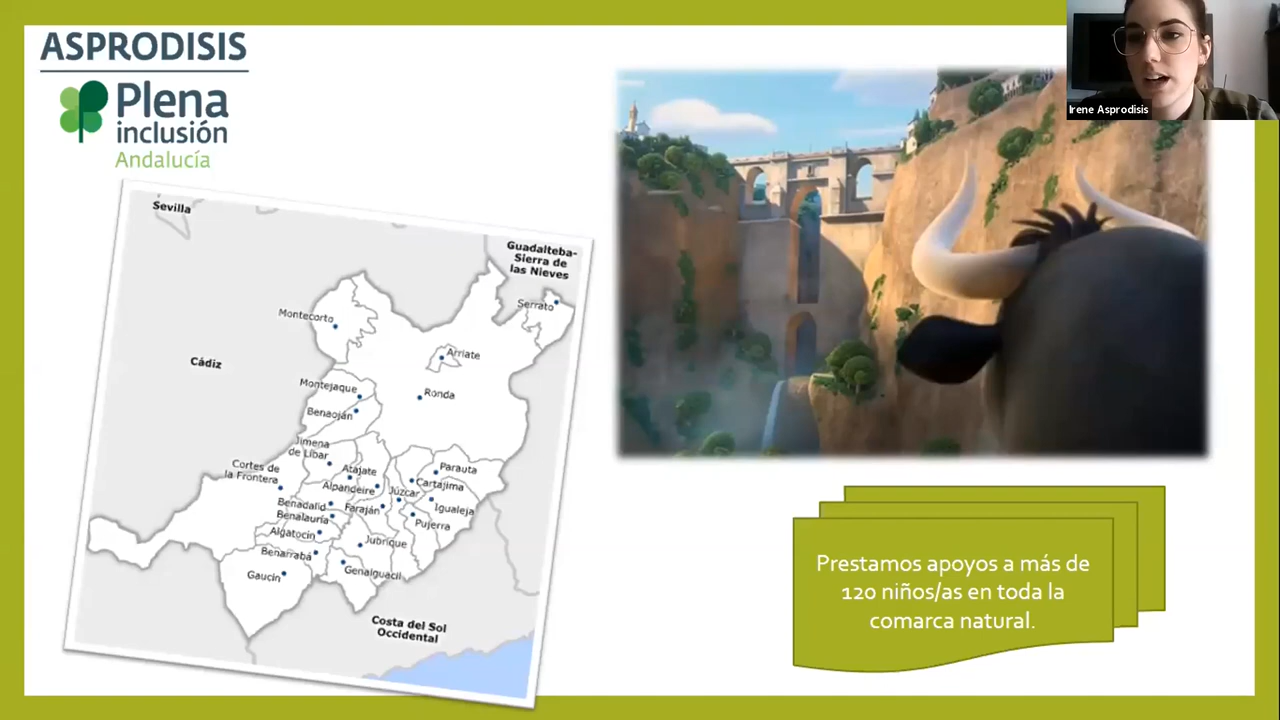 ASPRODISIS
Plena
inclusión
Andalucía
Irene Asprodisis
Sevilla
Guadalteba-
Sierra de
las Nieves
Serrato
Montecorto
Arriate
Cádiz
Montejaque
Ronda
Benaoján
Jimena
de Líbar
Cortes de
la Frontera
Atajate
Parauta
Alpandeire
Cartajima
Júzcar
Benadalid
Faraján
Igualeja
Benalauría
Pujerra
Algatocín
Jubrique
Benarrabá
Genalguacil
Gaucín
Costa del Sol
Occidental
Prestamos apoyos a más de
120 niños/as en toda la
comarca natural.